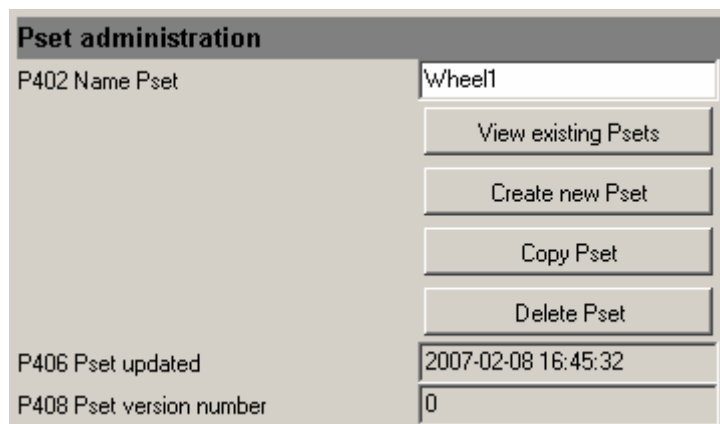 Pset administration
P402 Name Pset Wheel1
View existing Psets
Create new Pset
Copy Pset
Delete Pset
P406 Pset updated 2007-02-08 16:45:32
P408 Pset version number 0